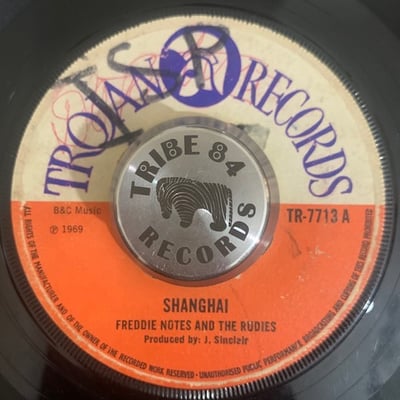 TROJAN RECORDS
TRIBE 84
RECORDS
B&C Music
℗ 1969
TR-7713 A
SHANGHAI
FREDDIE NOTES AND THE RUDIES
Produced by: J. Sinclair
ALL RIGHTS OF THE MANUFACTURER AND OF THE OWNER OF THE RECORDED WORK RESERVED - UNAUTHORISED PUBLIC PERFORMANCE BROADCASTING AND COPYING OF THIS RECORD PROHIBITED